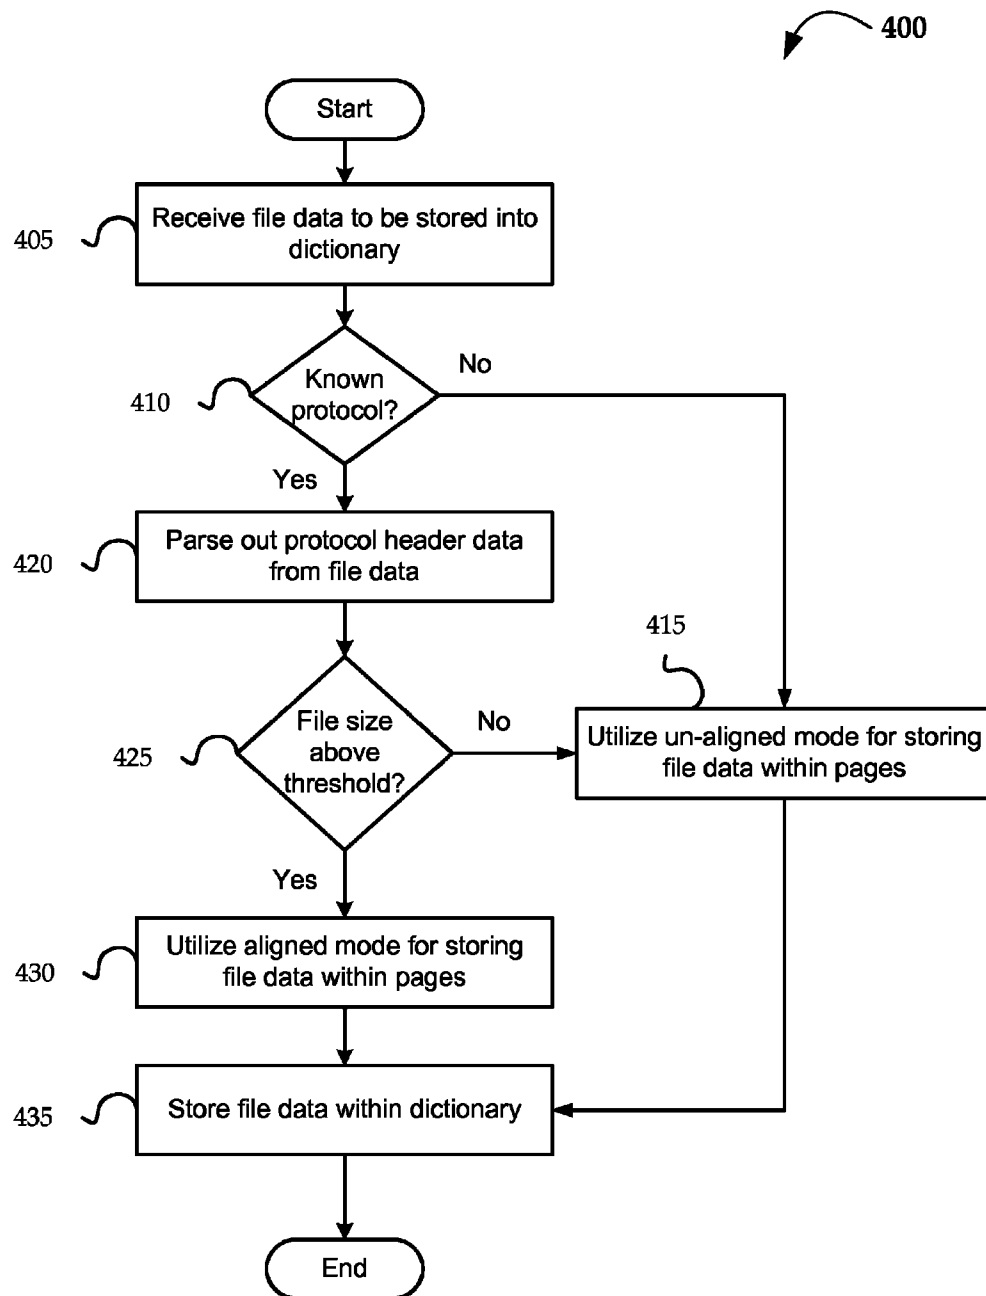 400
Start
405
Receive file data to be stored into
dictionary
410
Known
protocol?
No
Yes
420
Parse out protocol header data
from file data
415
425
File size
above
threshold?
No
Utilize un-aligned mode for storing
file data within pages
Yes
430
Utilize aligned mode for storing
file data within pages
435
Store file data within dictionary
End